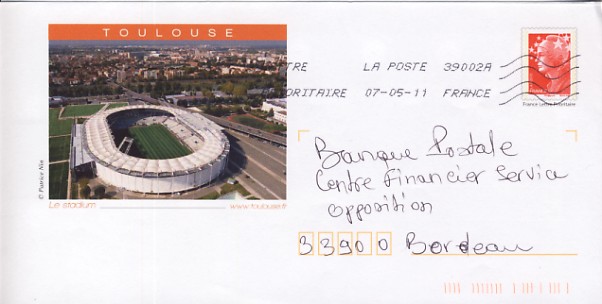 TOULOUSE
TRE LA POSTE 39002A
ORITAIRE 07-05-11 FRANCE
France Lettre Prioritaire
© Patrice Nin
Banque Postale
Centre Financier Service
opposition
33900 Bordeau
Le stadium
www.toulouse.fr